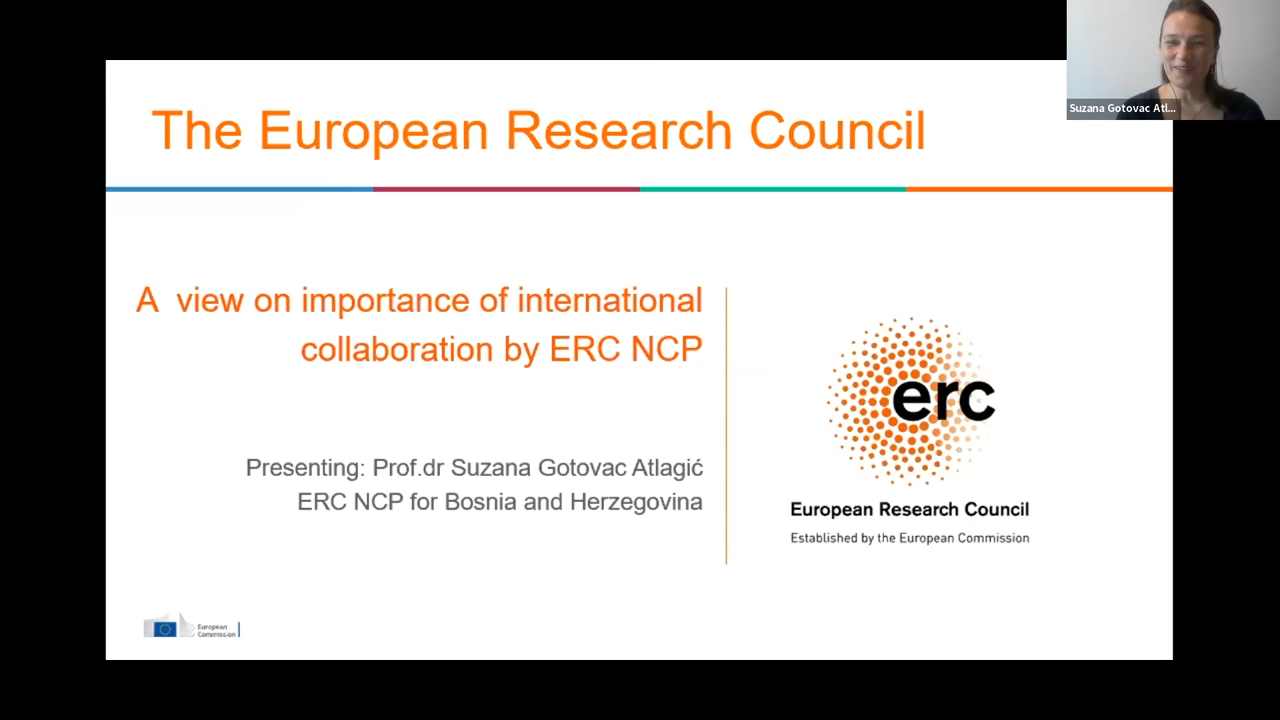 Suzana Gotovac Atl...
The European Research Council
A view on importance of international
collaboration by ERC NCP
Presenting: Prof.dr Suzana Gotovac Atlagić
ERC NCP for Bosnia and Herzegovina
erc
European Research Council
Established by the European Commission
European
Commission